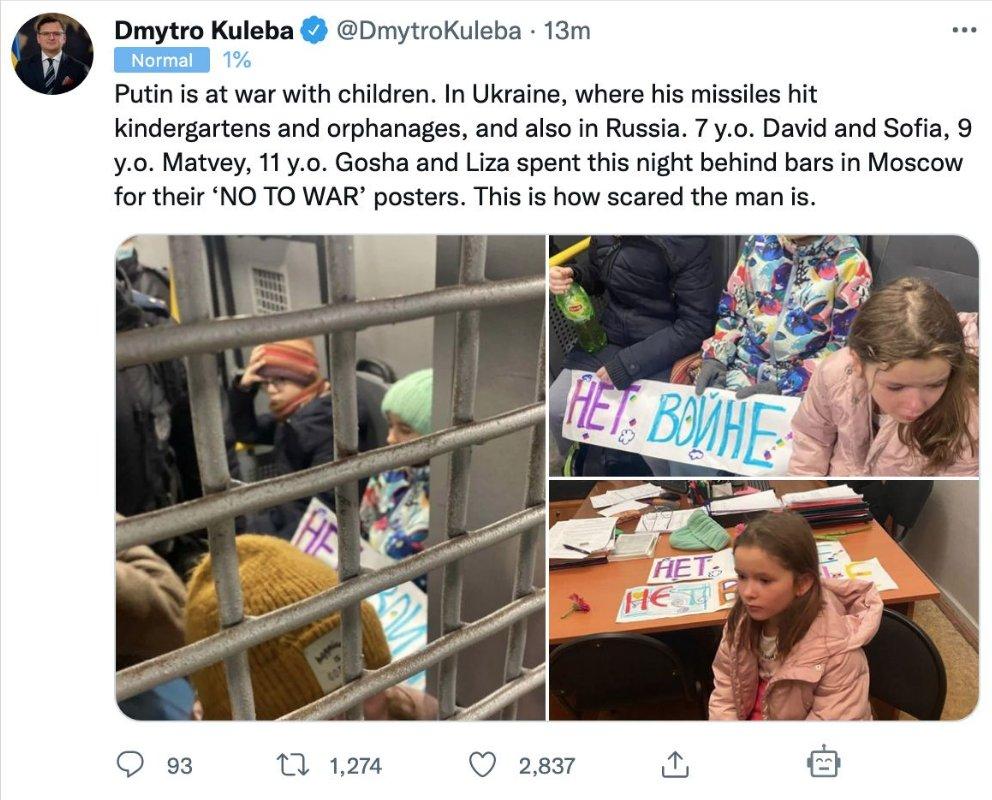 Dmytro Kuleba @DmytroKuleba · 13m
Normal 1%
Putin is at war with children. In Ukraine, where his missiles hit
kindergartens and orphanages, and also in Russia. 7 y.o. David and Sofia, 9
y.o. Matvey, 11 y.o. Gosha and Liza spent this night behind bars in Moscow
for their ‘NO TO WAR’ posters. This is how scared the man is.
НЕТ ВОЙНЕ
НЕТ
НЕТ
93 1,274 2,837